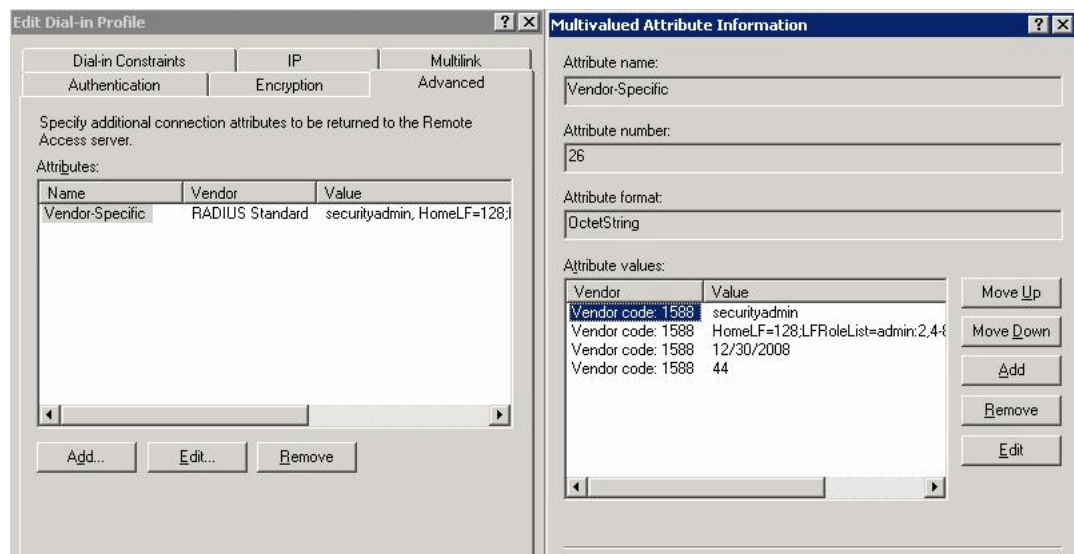 Edit Dial-in Profile
Dial-in Constraints IP Multilink
Authentication Encryption Advanced
Specify additional connection attributes to be returned to the Remote
Access server.
Attributes:
Name Vendor Value
Vendor-Specific RADIUS Standard securityadmin, HomeLF=128;
Add... Edit... Remove
Multivalued Attribute Information
Attribute name:
Vendor-Specific
Attribute number:
26
Attribute format:
OctetString
Attribute values:
Vendor Value
Vendor code: 1588 securityadmin
Vendor code: 1588 HomeLF=128;LFRoleList=admin:2,4-
Vendor code: 1588 12/30/2008
Vendor code: 1588 44
Move Up
Move Down
Add
Remove
Edit